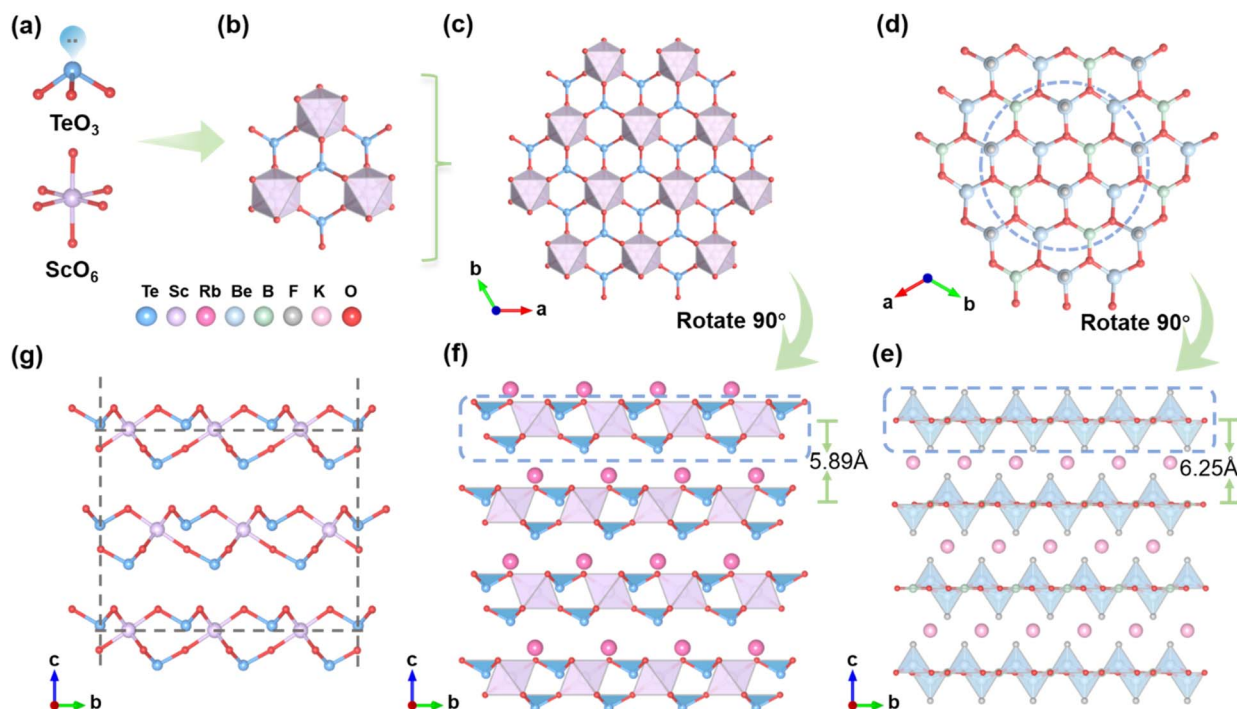 (a)
(b)
(c)
(d)
TeO₃
ScO₆
Te Sc Rb Be B F K O
b
a
Rotate 90°
a
b
Rotate 90°
(g)
(f)
(e)
5.89Å
6.25Å
c
b
c
b
c
b